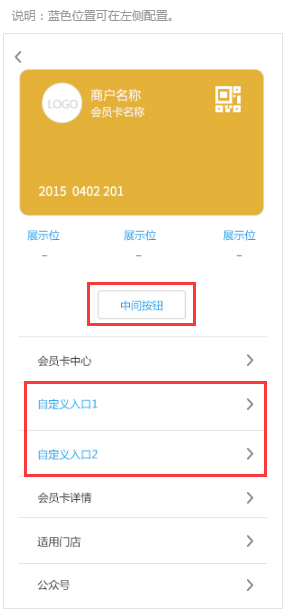 说明：蓝色位置可在左侧配置。
LOGO
商户名称
会员卡名称
2015 0402 201
展示位 展示位 展示位
- - -
中间按钮
会员卡中心
自定义入口1
自定义入口2
会员卡详情
适用门店
公众号